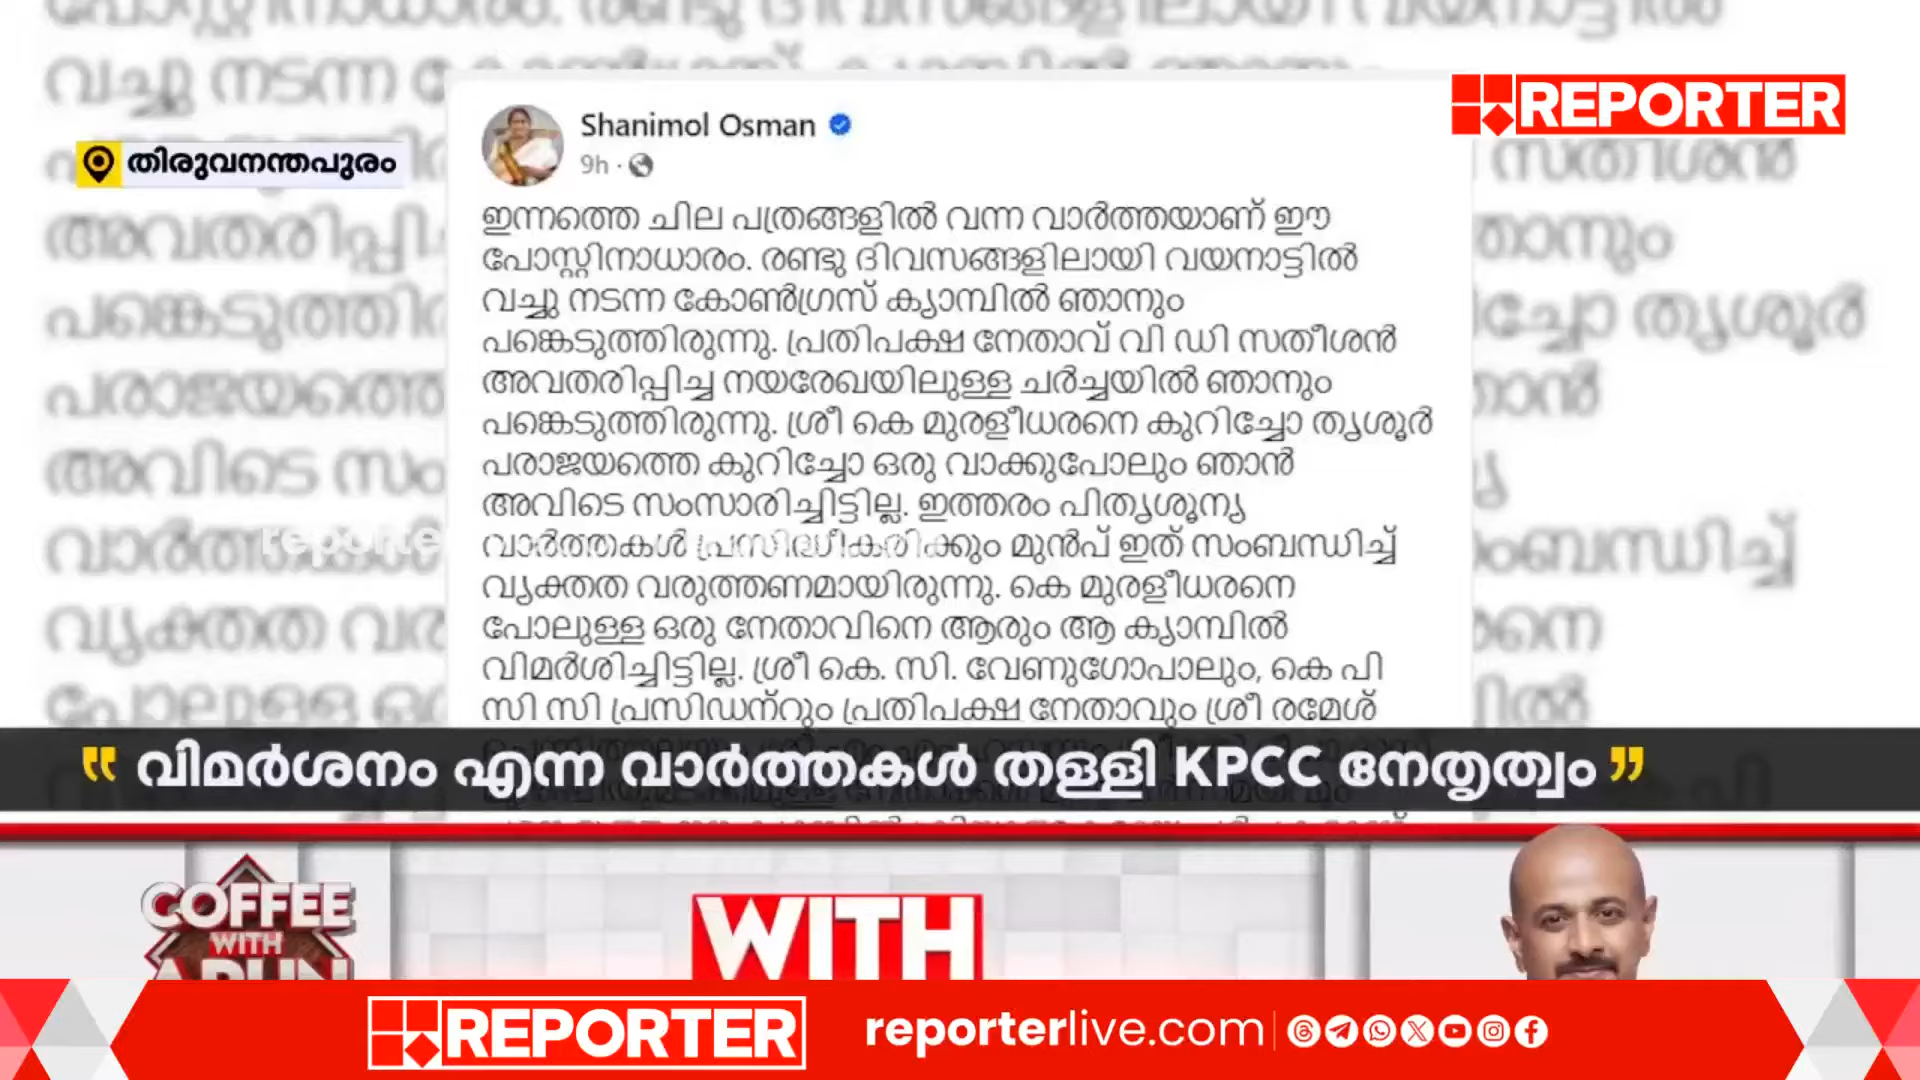 REPORTER
തിരുവനന്തപുരം
Shanimol Osman
9h
ഇന്നത്തെ ചില പത്രങ്ങളിൽ വന്ന വാർത്തയാണ് ഈ
പോസ്റ്റിനാധാരം. രണ്ടു ദിവസങ്ങളിലായി വയനാട്ടിൽ
വച്ചു നടന്ന കോൺഗ്രസ് ക്യാമ്പിൽ ഞാനും
പങ്കെടുത്തിരുന്നു. പ്രതിപക്ഷ നേതാവ് വി ഡി സതീശൻ
അവതരിപ്പിച്ച നയരേഖയിലുള്ള ചർച്ചയിൽ ഞാനും
പങ്കെടുത്തിരുന്നു. ശ്രീ കെ മുരളീധരനെ കുറിച്ചോ തൃശൂർ
പരാജയത്തെ കുറിച്ചോ ഒരു വാക്കുപോലും ഞാൻ
അവിടെ സംസാരിച്ചിട്ടില്ല. ഇത്തരം പിതൃശൂന്യ
വാർത്തകൾ പ്രസിദ്ധീകരിക്കും മുൻപ് ഇത് സംബന്ധിച്ച്
വ്യക്തത വരുത്തണമായിരുന്നു. കെ മുരളീധരനെ
പോലുള്ള ഒരു നേതാവിനെ ആരും ആ ക്യാമ്പിൽ
വിമർശിച്ചിട്ടില്ല. ശ്രീ കെ. സി. വേണുഗോപാലും, കെ പി
സി സി പ്രസിഡന്റും പ്രതിപക്ഷ നേതാവും ശ്രീ രമേശ്
" വിമർശനം എന്ന വാർത്തകൾ തള്ളി KPCC നേതൃത്വം "
COFFEE
WITH
ARUN
WITH
REPORTER
reporterlive.com